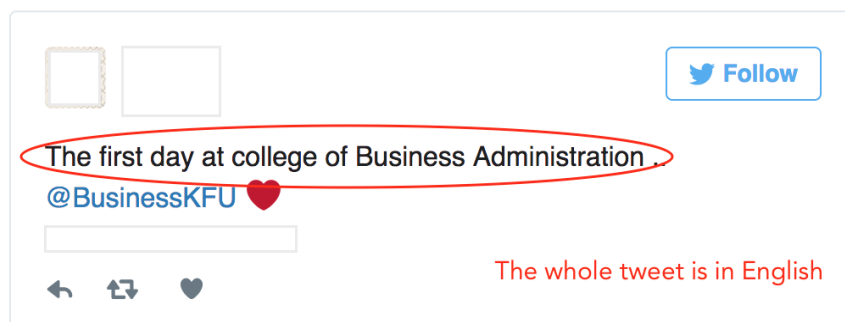 Follow
The first day at college of Business Administration ..
@BusinessKFU ❤
The whole tweet is in English